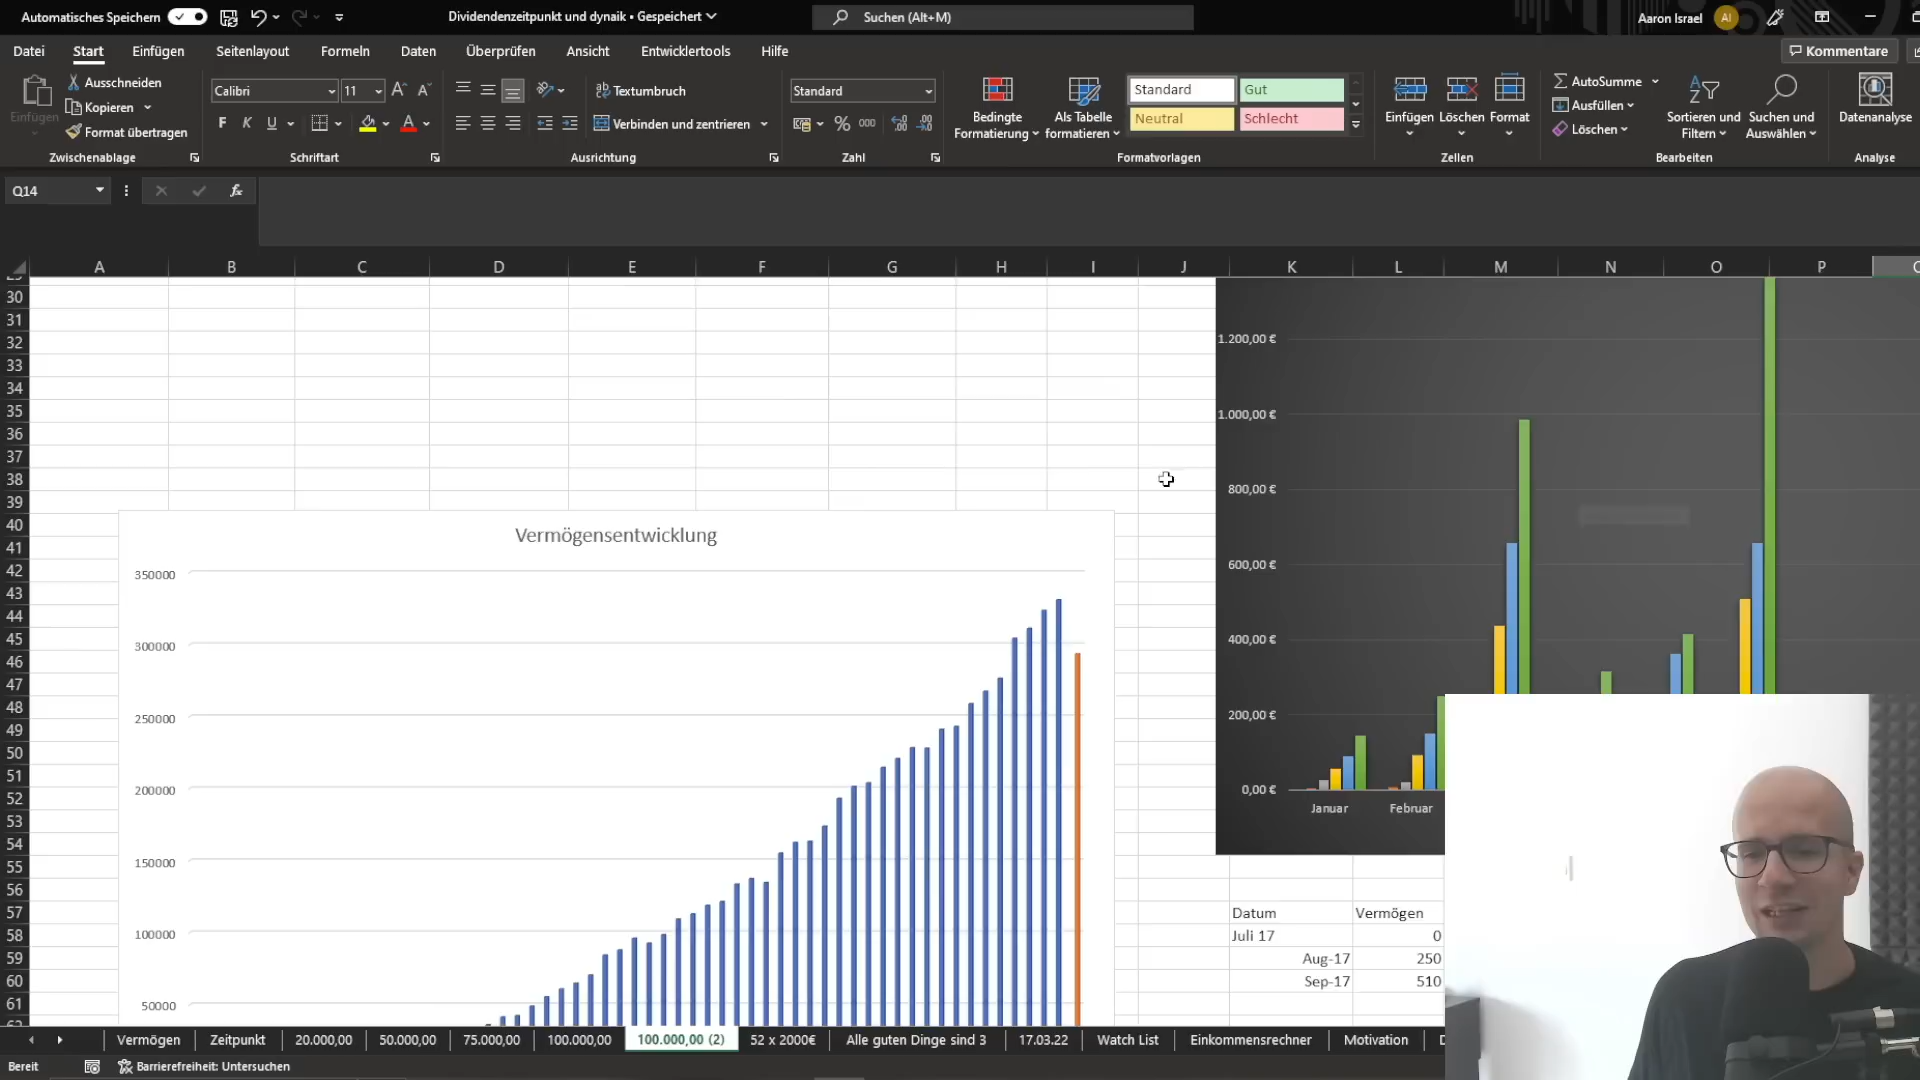 Automatisches Speichern
Dividendenzeitpunkt und dynaik • Gespeichert
Suchen (Alt+M)
Aaron Israel
AI
Datei
Start
Einfügen
Seitenlayout
Formeln
Daten
Überprüfen
Ansicht
Entwicklertools
Hilfe
Kommentare
Einfügen
Ausschneiden
Kopieren
Format übertragen
Zwischenablage
Calibri
11
F
K
U
Schriftart
Textumbruch
Verbinden und zentrieren
Ausrichtung
Standard
%
000
Zahl
Bedingte
Formatierung
Als Tabelle
formatieren
Standard
Gut
Neutral
Schlecht
Formatvorlagen
Einfügen
Löschen
Format
Zellen
AutoSumme
Ausfüllen
Löschen
Sortieren und
Filtern
Suchen und
Auswählen
Bearbeiten
Datenanalyse
Analyse
Q14
fx
A B C D E F G H I J K L M N O P
30
31
32
33
34
35
36
37
38
39
40
41
42
43
44
45
46
47
48
49
50
51
52
53
54
55
56
57
58
59
60
61
Vermögensentwicklung
350000
300000
250000
200000
150000
100000
50000
1.200,00 €
1.000,00 €
800,00 €
600,00 €
400,00 €
200,00 €
0,00 €
Januar
Februar
Datum Vermögen
Juli 17 0
Aug-17 250
Sep-17 510
Vermögen
Zeitpunkt
20.000,00
50.000,00
75.000,00
100.000,00
100.000,00 (2)
52 x 2000€
Alle guten Dinge sind 3
17.03.22
Watch List
Einkommensrechner
Motivation
Bereit
Barrierefreiheit: Untersuchen